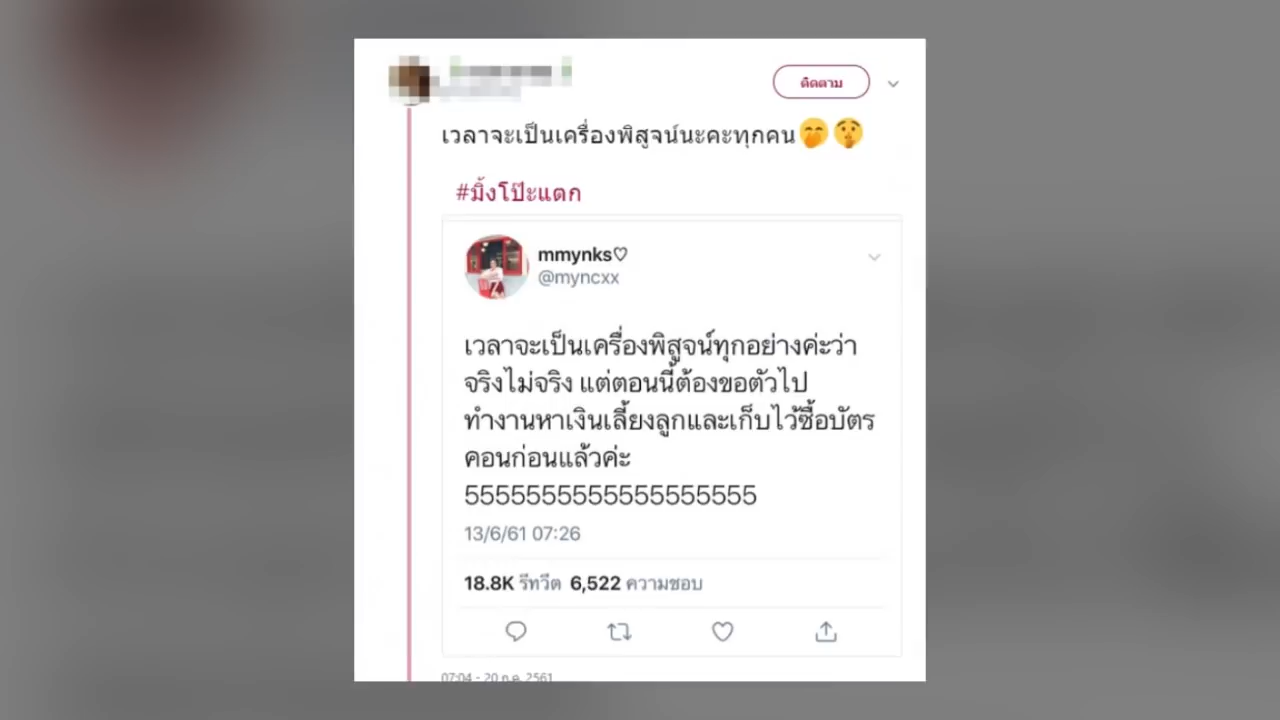 ติดตาม
เวลาจะเป็นเครื่องพิสูจน์นะคะทุกคน🤭🤫
#มิ้งโป๊ะแตก
mmynks♡
@myncxx
เวลาจะเป็นเครื่องพิสูจน์ทุกอย่างค่ะว่า
จริงไม่จริง แต่ตอนนี้ต้องขอตัวไป
ทำงานหาเงินเลี้ยงลูกและเก็บไว้ซื้อบัตร
คอนก่อนแล้วค่ะ
5555555555555555555
13/6/61 07:26
18.8K รีทวีต 6,522 ความชอบ
07:04 - 20 ก.ค. 2561